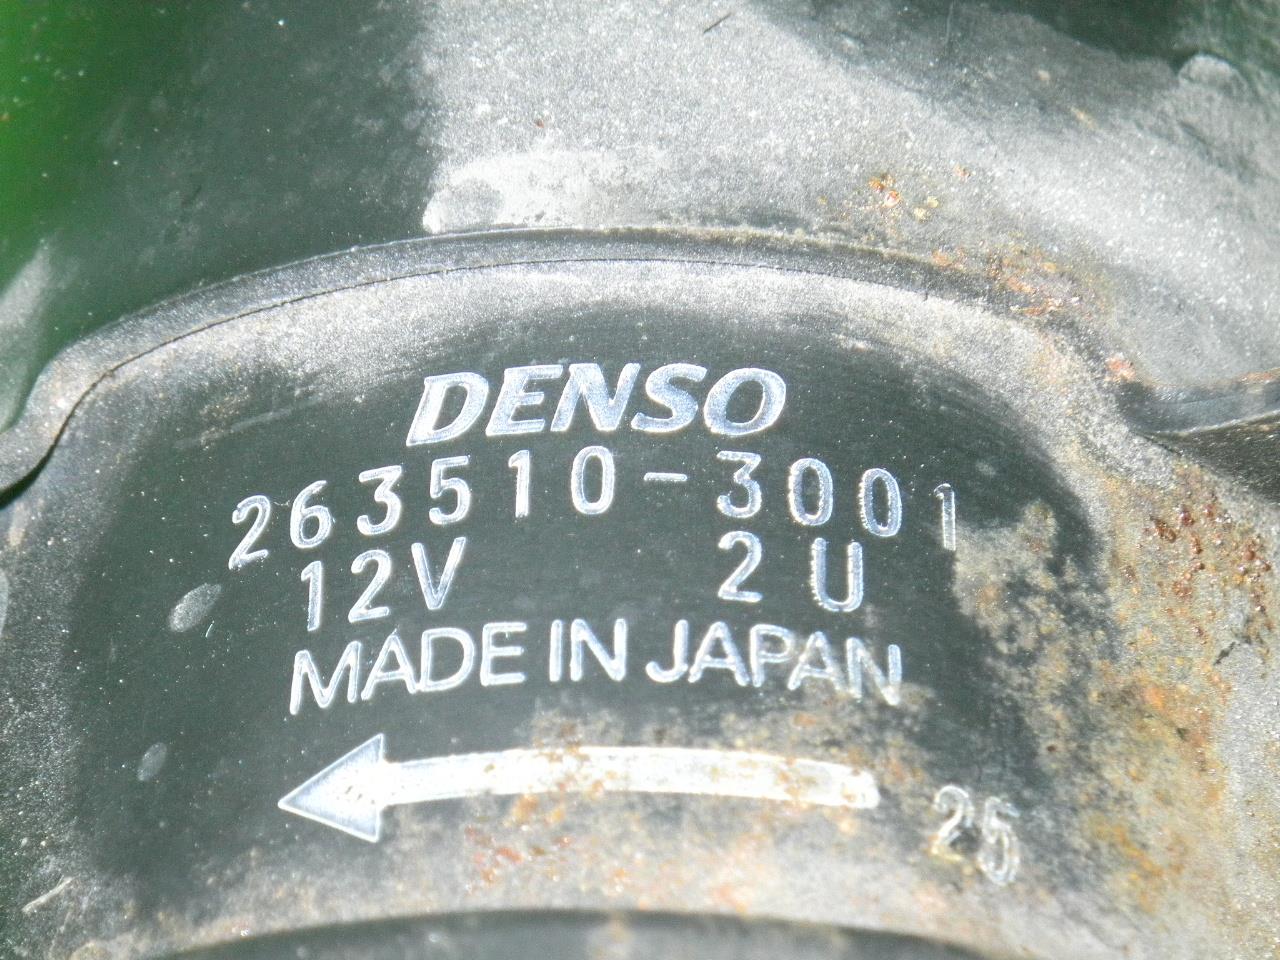 DENSO
263510-3001
12V 2U
MADE IN JAPAN
25